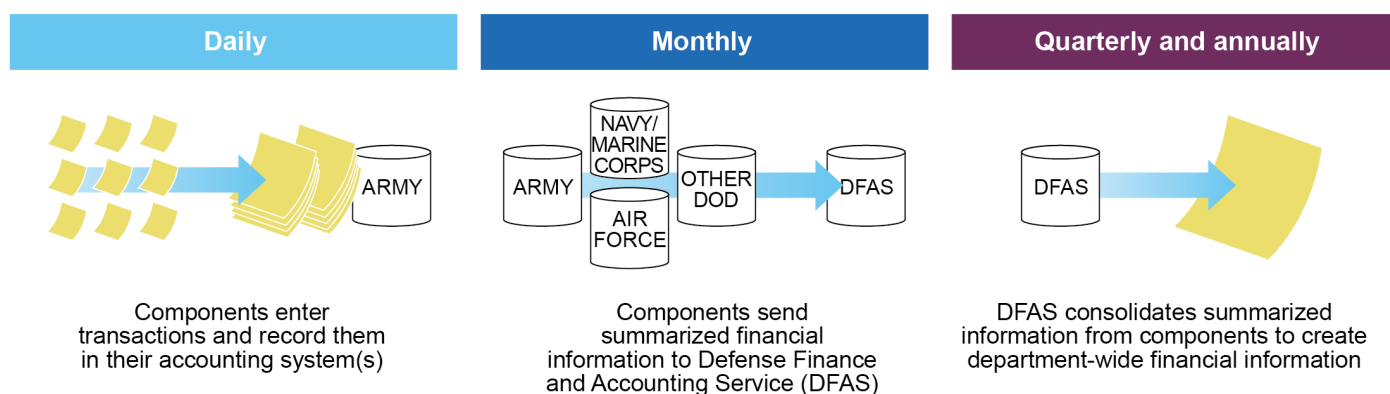 Daily
Monthly
Quarterly and annually
ARMY
ARMY
NAVY/
MARINE
CORPS
AIR
FORCE
OTHER
DOD
DFAS
DFAS
Components enter
transactions and record them
in their accounting system(s)
Components send
summarized financial
information to Defense Finance
and Accounting Service (DFAS)
DFAS consolidates summarized
information from components to create
department-wide financial information